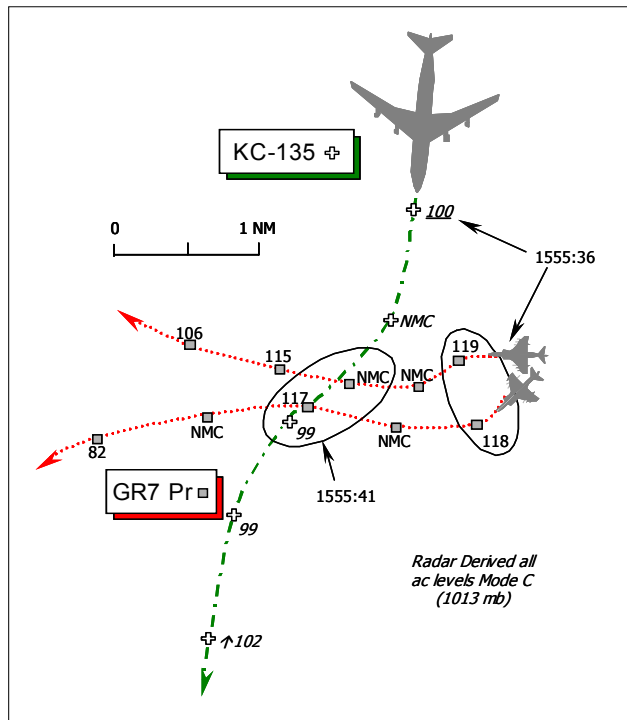 KC-135
100
0 1 NM
1555:36
NMC
106
119
115
NMC NMC
117
99
NMC
NMC
118
82
1555:41
GR7 Pr
99
Radar Derived all
ac levels Mode C
(1013 mb)
↑102